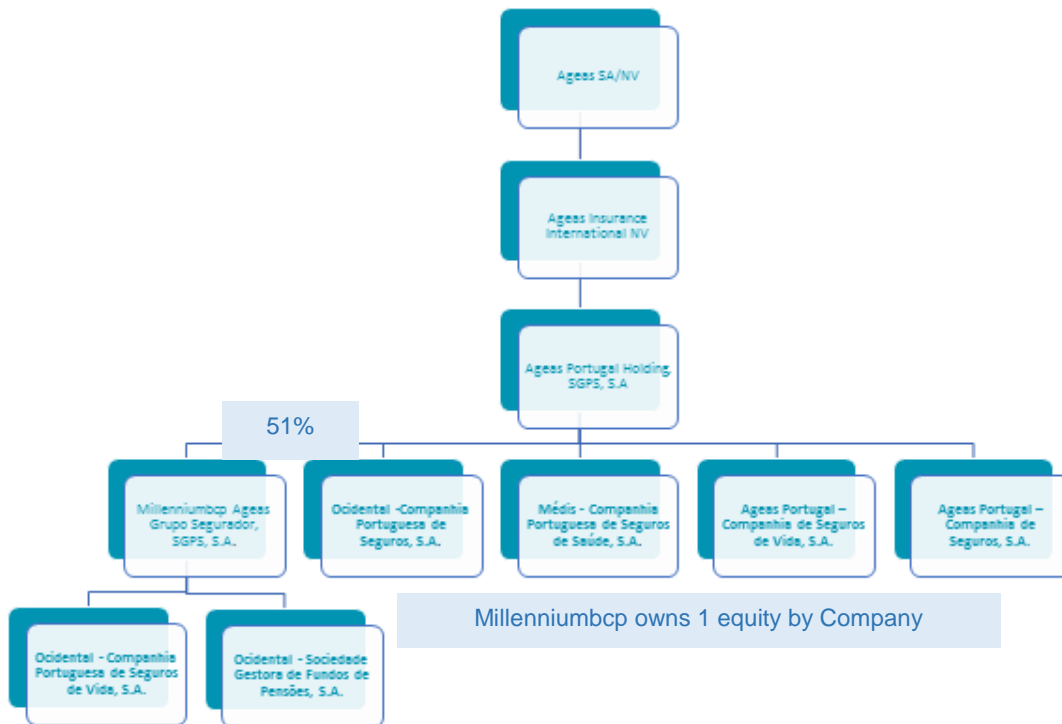 Ageas SA/NV
Ageas Insurance
International NV
Ageas Portugal Holding,
SGPS, S.A
51%
Millenniumbcp Ageas
Grupo Segurador,
SGPS, S.A.
Ocidental -Companhia
Portuguesa de
Seguros, S.A.
Médis - Companhia
Portuguesa de Seguros
de Saúde, S.A.
Ageas Portugal –
Companhia de Seguros
de Vida, S.A.
Ageas Portugal –
Companhia de
Seguros, S.A.
Millenniumbcp owns 1 equity by Company
Ocidental - Companhia
Portuguesa de Seguros
de Vida, S.A.
Ocidental - Sociedade
Gestora de Fundos de
Pensões, S.A.